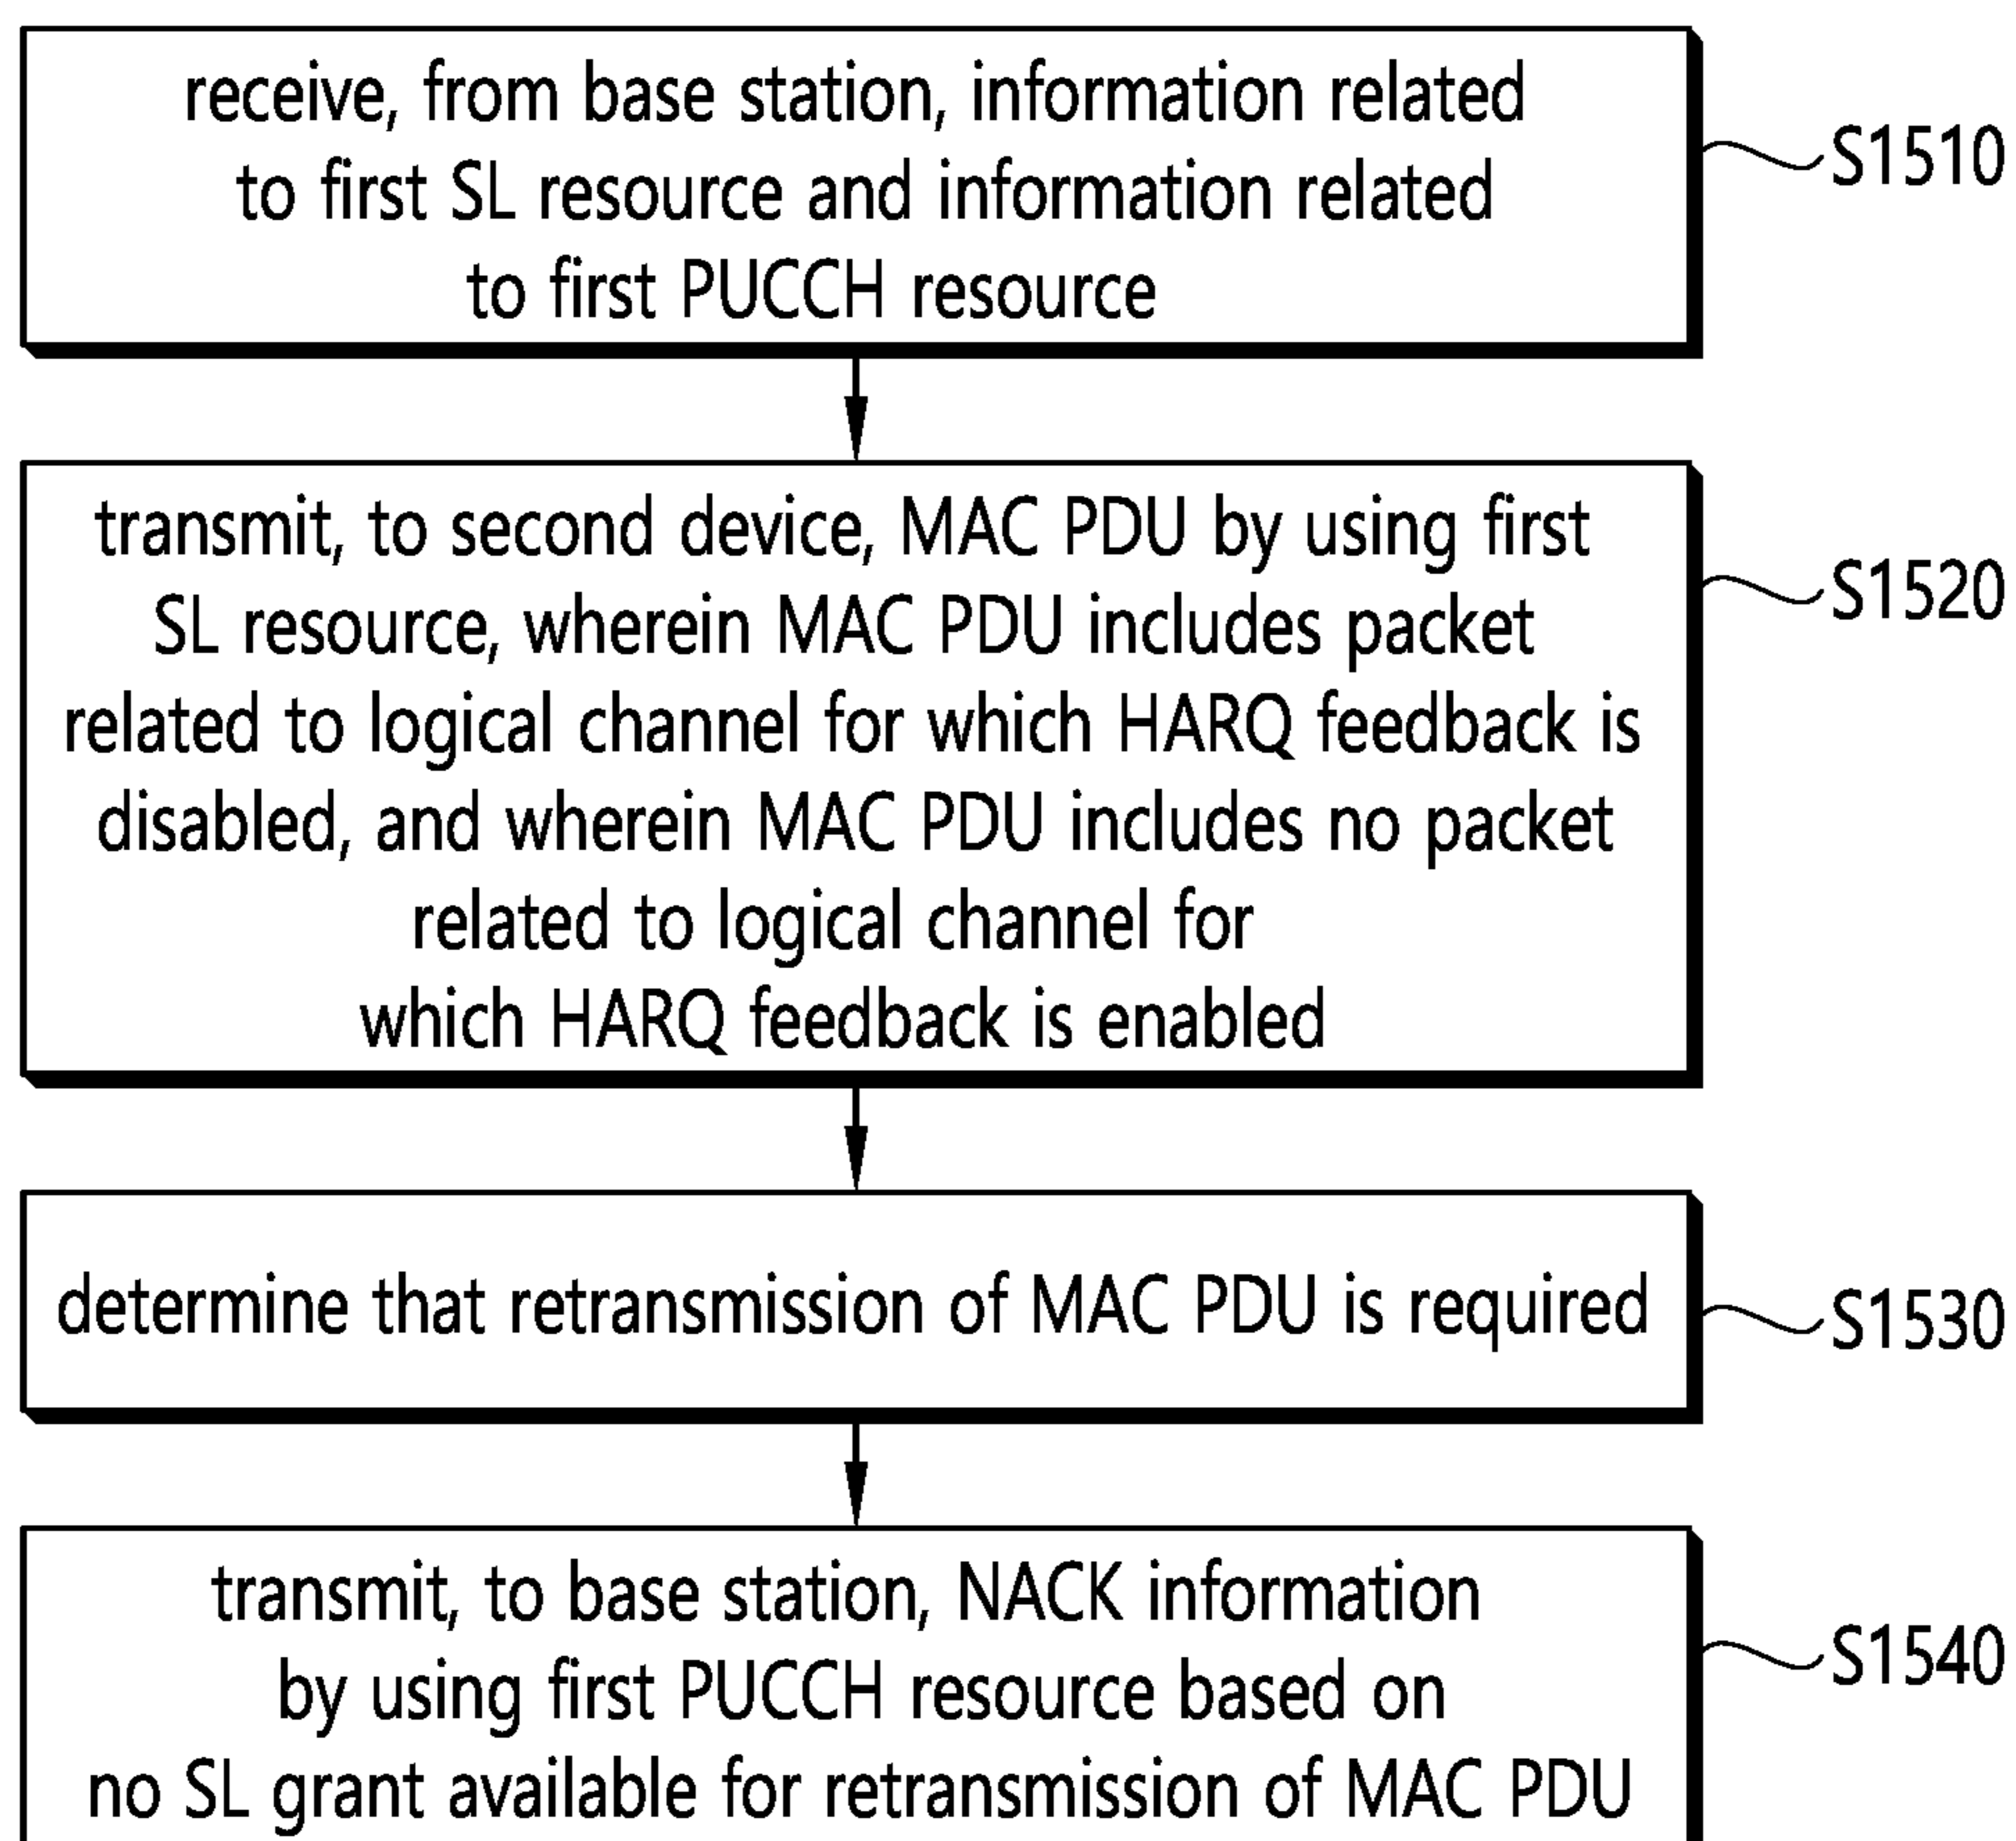 receive, from base station, information related
to first SL resource and information related
to first PUCCH resource
S1510
transmit, to second device, MAC PDU by using first
SL resource, wherein MAC PDU includes packet
related to logical channel for which HARQ feedback is
disabled, and wherein MAC PDU includes no packet
related to logical channel for
which HARQ feedback is enabled
S1520
determine that retransmission of MAC PDU is required
S1530
transmit, to base station, NACK information
by using first PUCCH resource based on
no SL grant available for retransmission of MAC PDU
S1540